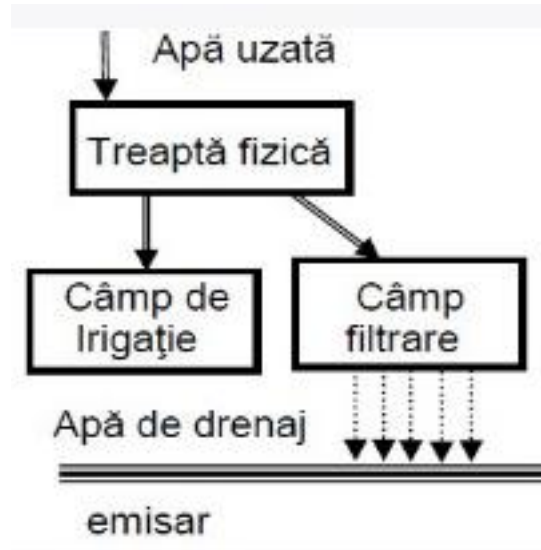 Apă uzată
Treaptă fizică
Câmp de
Irigaţie
Câmp
filtrare
Apă de drenaj
emisar